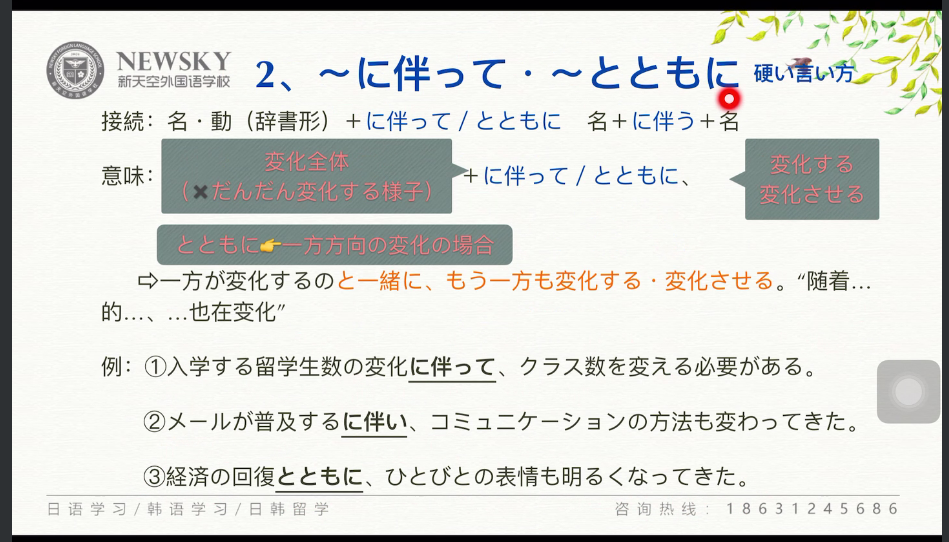 NEWSKY
新天空外国语学校
2、～に伴って・～とともに 硬い言い方
接続：名・動（辞書形）＋に伴って / とともに 名＋に伴う＋名
変化全体
（✖だんだん変化する様子）
意味： ＋に伴って / とともに、
変化する
変化させる
とともに👉一方方向の変化の場合
⇨一方が変化するのと一緒に、もう一方も変化する・変化させる。“随着…
的…、…也在变化”
例：①入学する留学生数の変化に伴って、クラス数を変える必要がある。
②メールが普及するに伴い、コミュニケーションの方法も変わってきた。
③経済の回復とともに、ひとびとの表情も明るくなってきた。
日语学习/韩语学习/日韩留学 咨询热线：18631245686